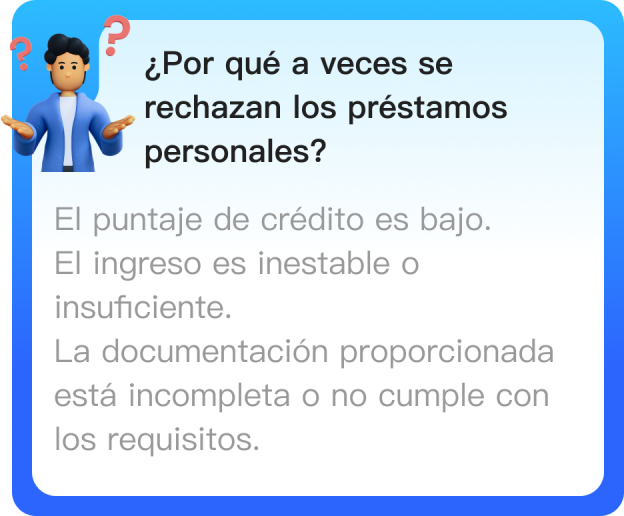 ¿Por qué a veces se
rechazan los préstamos
personales?
El puntaje de crédito es bajo.
El ingreso es inestable o
insuficiente.
La documentación proporcionada
está incompleta o no cumple con
los requisitos.